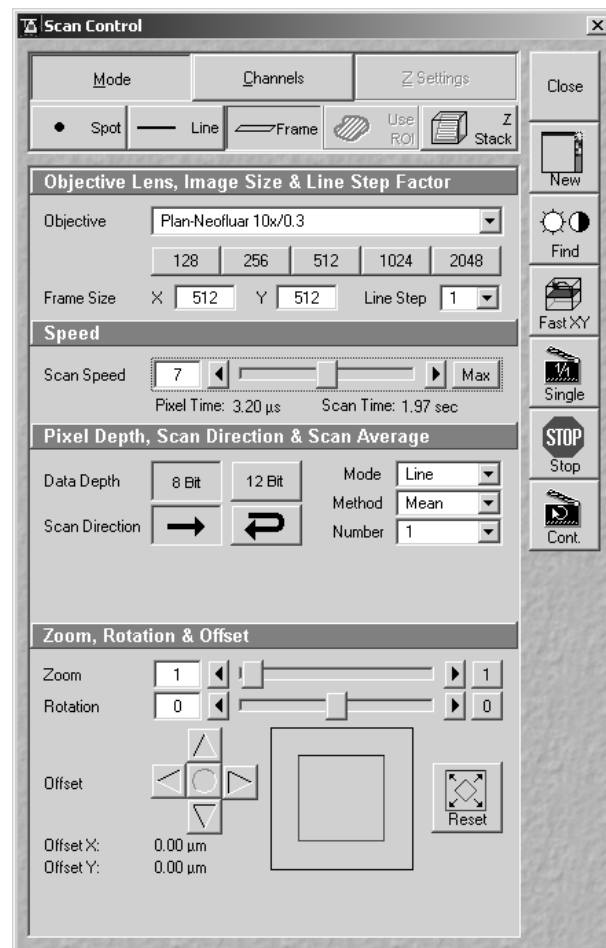 Scan Control
Mode Channels Z Settings Close
Spot Line Frame Use ROI Z Stack
New
Objective Lens, Image Size & Line Step Factor
Objective Plan-Neofluar 10x/0.3
Find
128 256 512 1024 2048
Frame Size X 512 Y 512 Line Step 1
Fast XY
Speed
Scan Speed 7 Max
1/1
Single
Pixel Time: 3.20 µs Scan Time: 1.97 sec
Pixel Depth, Scan Direction & Scan Average
STOP
Stop
Data Depth 8 Bit 12 Bit Mode Line
Method Mean
Scan Direction Number 1
Cont.
Zoom, Rotation & Offset
Zoom 1 1
Rotation 0 0
Offset
Reset
Offset X: 0.00 µm
Offset Y: 0.00 µm